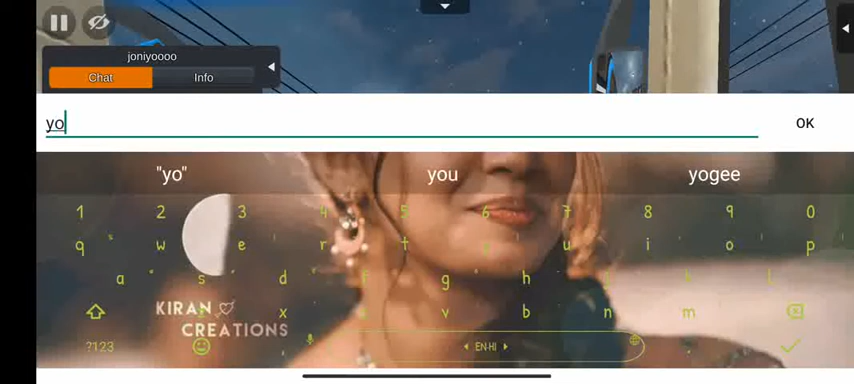 joniyoooo
Chat Info
yo OK
"yo" you yogee
1 2 3 4 5 6 7 8 9 0
q w e r t y u i o p
a s d f g h j k l
z x c v b n m
KIRAN
CREATIONS
?123 EN·HI